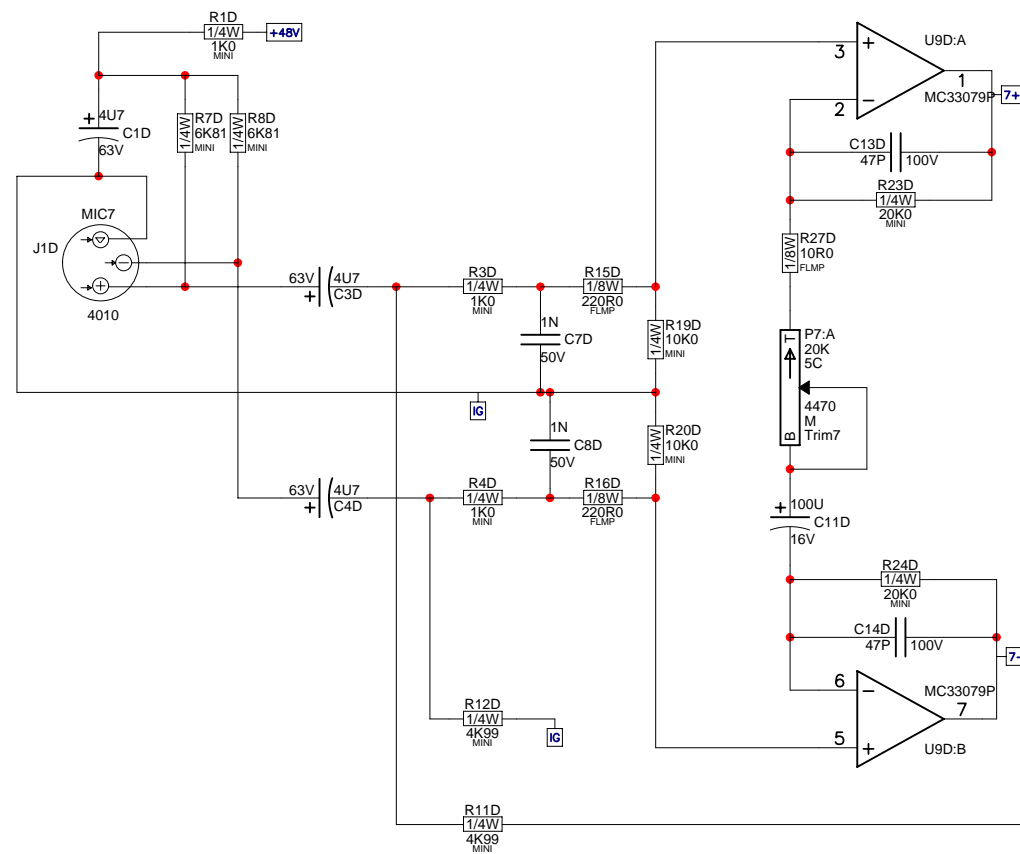 R1D
1/4W
1K0
MINI
+48V
+ 4U7
C1D
63V
R7D
1/4W
6K81
MINI
R8D
1/4W
6K81
MINI
MIC7
J1D
4010
63V
4U7
+
C3D
R3D
1/4W
1K0
MINI
1N
C7D
50V
R15D
1/8W
220R0
FLMP
R19D
1/4W
10K0
MINI
IG
1N
C8D
50V
R20D
1/4W
10K0
MINI
63V
4U7
+
C4D
R4D
1/4W
1K0
MINI
R16D
1/8W
220R0
FLMP
R12D
1/4W
4K99
MINI
IG
R11D
1/4W
4K99
MINI
U9D:A
3
+
2
−
1
MC33079P
7+
C13D
47P
100V
R23D
1/4W
20K0
MINI
R27D
1/8W
10R0
FLMP
T
P7:A
20K
5C
4470
M
Trim7
B
+ 100U
C11D
16V
R24D
1/4W
20K0
MINI
C14D
47P
100V
7-
6
−
MC33079P
7
5
+
U9D:B